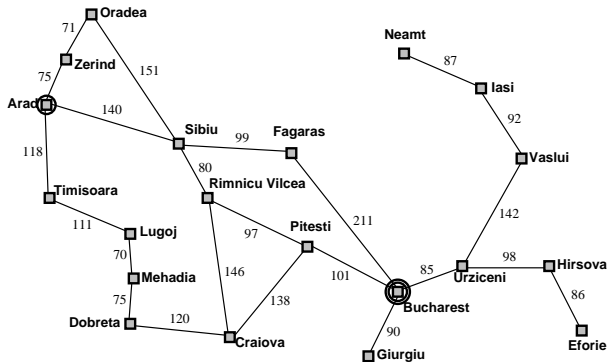 Oradea
71
Neamt
87
Zerind
151
75
Iasi
Arad
140
92
Sibiu
Fagaras
99
118
80
Vaslui
Timisoara
Rimnicu Vilcea
111
Lugoj
97
Pitesti
211
142
70
98
Hirsova
Mehadia
146
101
85
Urziceni
75
138
86
120
Bucharest
Dobreta
90
Craiova
Eforie
Giurgiu